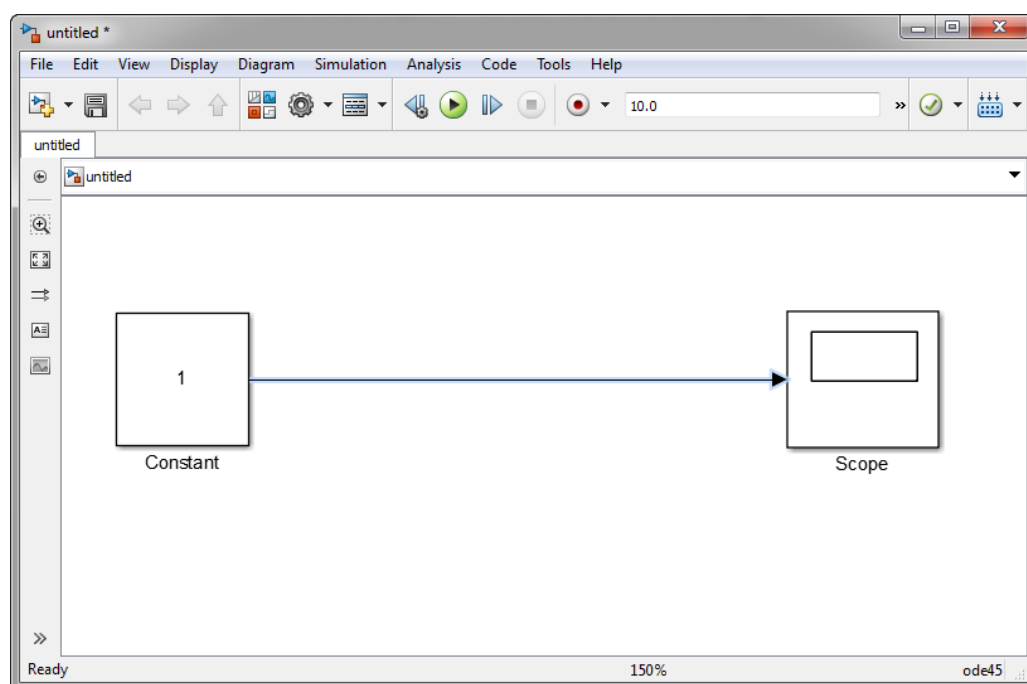 untitled *
File Edit View Display Diagram Simulation Analysis Code Tools Help
10.0 »
untitled
untitled
1
Constant
Scope
Ready 150% ode45